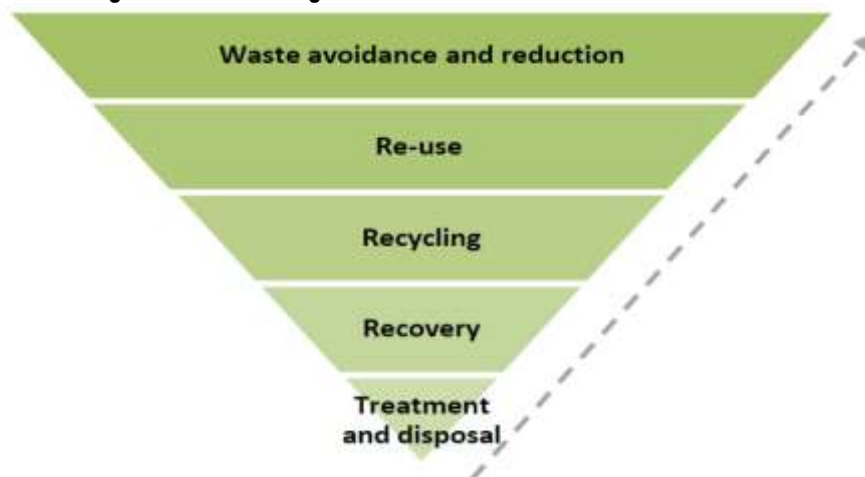 Waste avoidance and reduction
Re-use
Recycling
Recovery
Treatment
and disposal